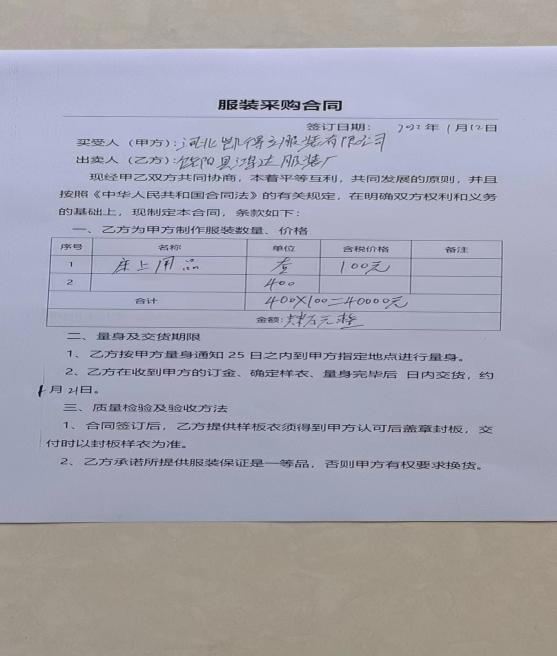 服装采购合同
签订日期: 2022年1月12日
买受人（甲方）:河北凯得立服装有限公司
出卖人（乙方）:饶阳县鸿达服装厂
现经甲乙双方共同协商，本着平等互利，共同发展的原则，并且
按照《中华人民共和国合同法》的有关规定，在明确双方权利和义务
的基础上，现制定本合同，条款如下：
一、乙方为甲方制作服装数量、价格
序号 名称 单位 含税价格 备注
1 床上用品 套 100元
2 400
合计 400X100=40000元
金额:肆万元整
二、量身及交货期限
1、乙方按甲方量身通知25日之内到甲方指定地点进行量身。
2、乙方在收到甲方的订金、确定样衣、量身完毕后 日内交货，约
1月21日。
三、质量检验及验收方法
1、合同签订后，乙方提供样板衣须得到甲方认可后盖章封板，交
付时以封板样衣为准。
2、乙方承诺所提供服装保证是一等品，否则甲方有权要求换货。